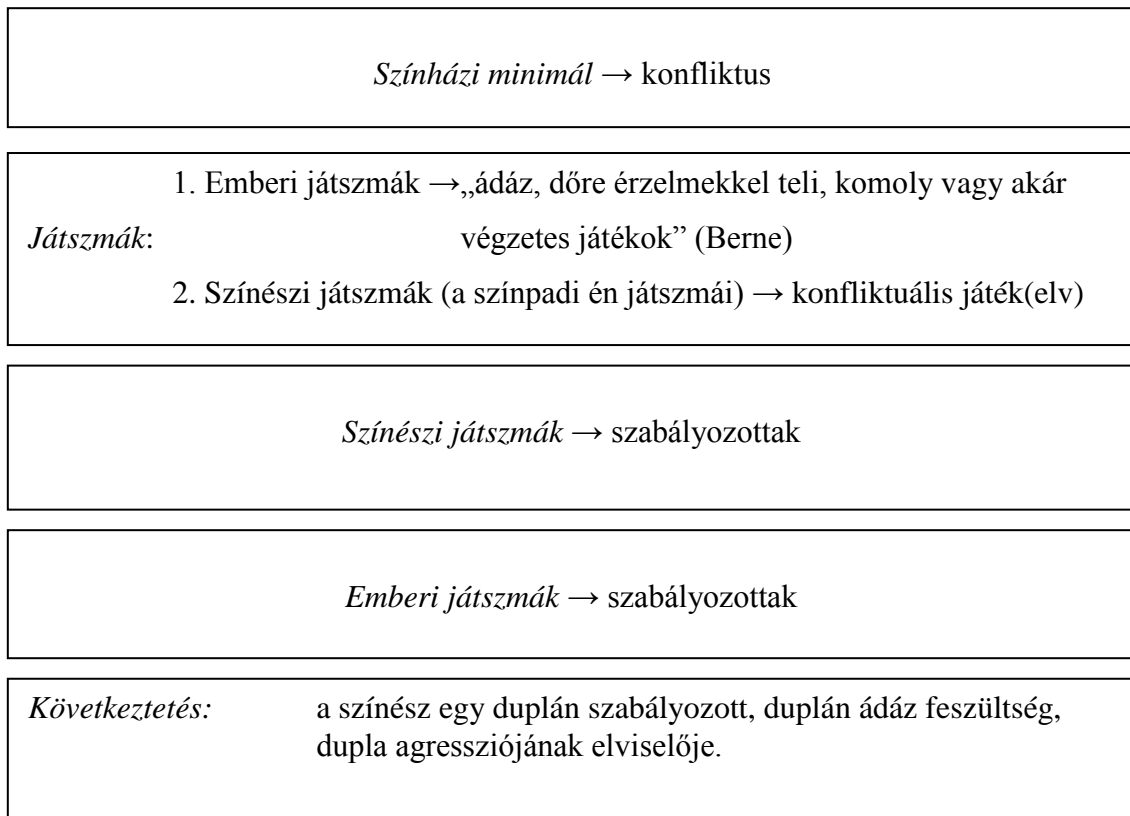 Színházi minimál → konfliktus
1. Emberi játszmák →„ádáz, dőre érzelmekkel teli, komoly vagy akár
Játszmák: végzetes játékok” (Berne)
2. Színészi játszmák (a színpadi én játszmái) → konfliktuális játék(elv)
Színészi játszmák → szabályozottak
Emberi játszmák → szabályozottak
Következtetés: a színész egy duplán szabályozott, duplán ádáz feszültség,
dupla agressziójának elviselője.